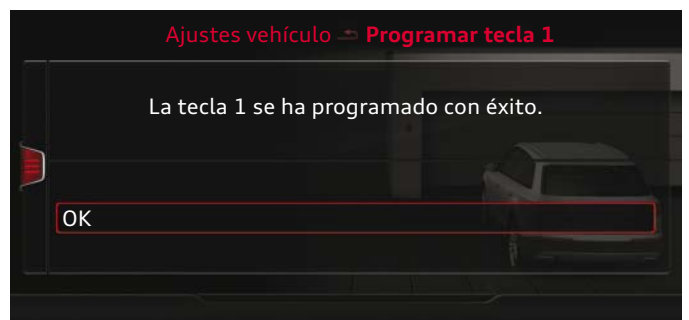 Ajustes vehículo Programar tecla 1
La tecla 1 se ha programado con éxito.
OK